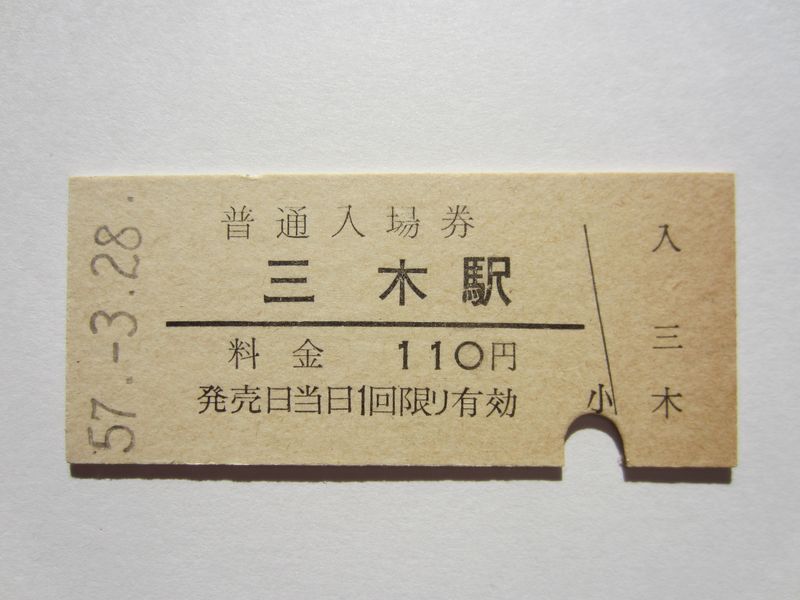 57.-3.28.
普通入場券
三木駅
料金 110円
発売日当日1回限り有効
小
入
三木